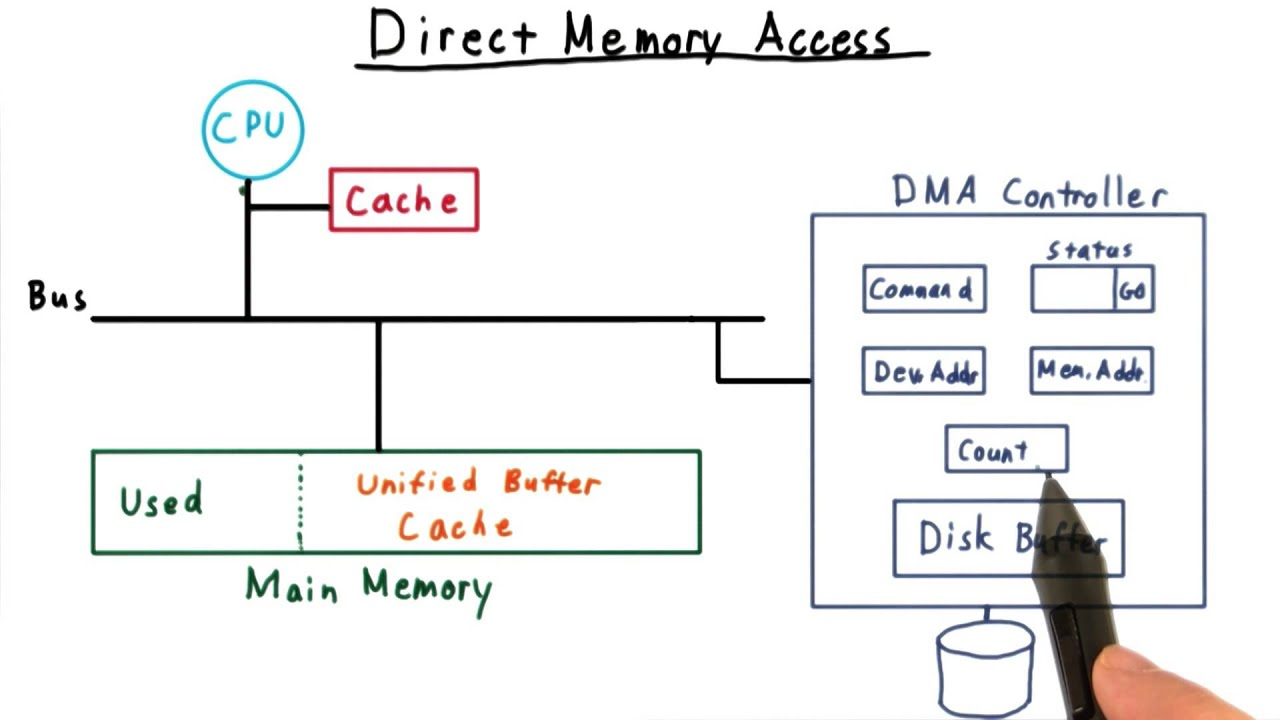 Direct Memory Access
CPU
Cache
Bus
DMA Controller
Status
Command
GO
Dev. Addr
Mem. Addr.
Count
Used
Unified Buffer
Cache
Disk Buffer
Main Memory